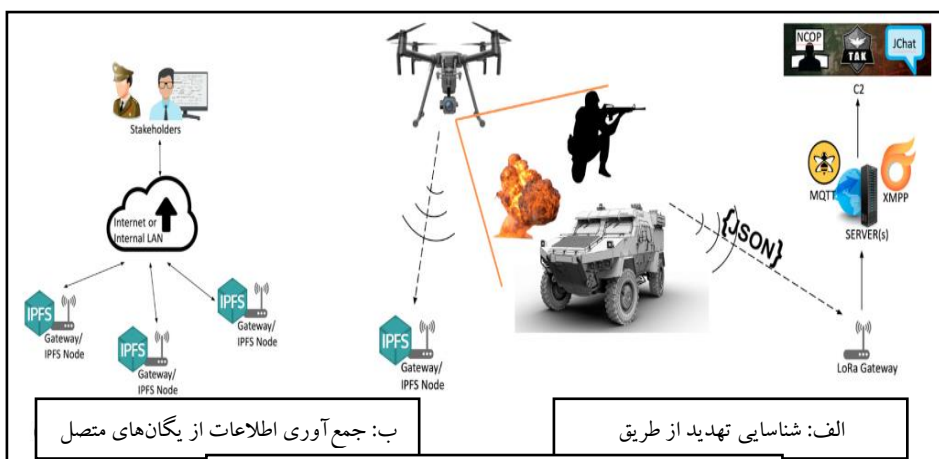 Stakeholders
Internet or
Internal LAN
IPFS
Gateway/
IPFS Node
IPFS
Gateway/
IPFS Node
IPFS
Gateway/
IPFS Node
IPFS
Gateway/
IPFS Node
{JSON}
NCOP
TAK
JChat
C2
MQTT
XMPP
SERVER(s)
LoRa Gateway
الف: شناسایی تهدید از طریق
ب: جمع‌آوری اطلاعات از یگان‌های متصل